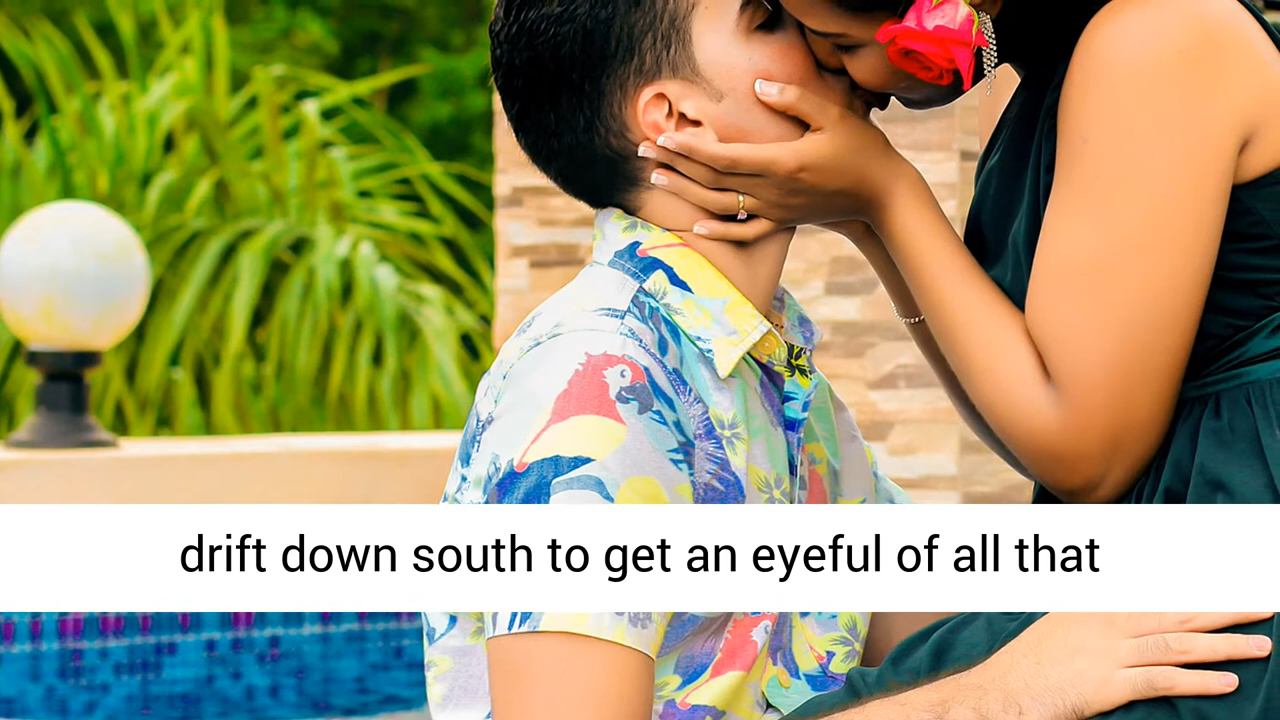 drift down south to get an eyeful of all that